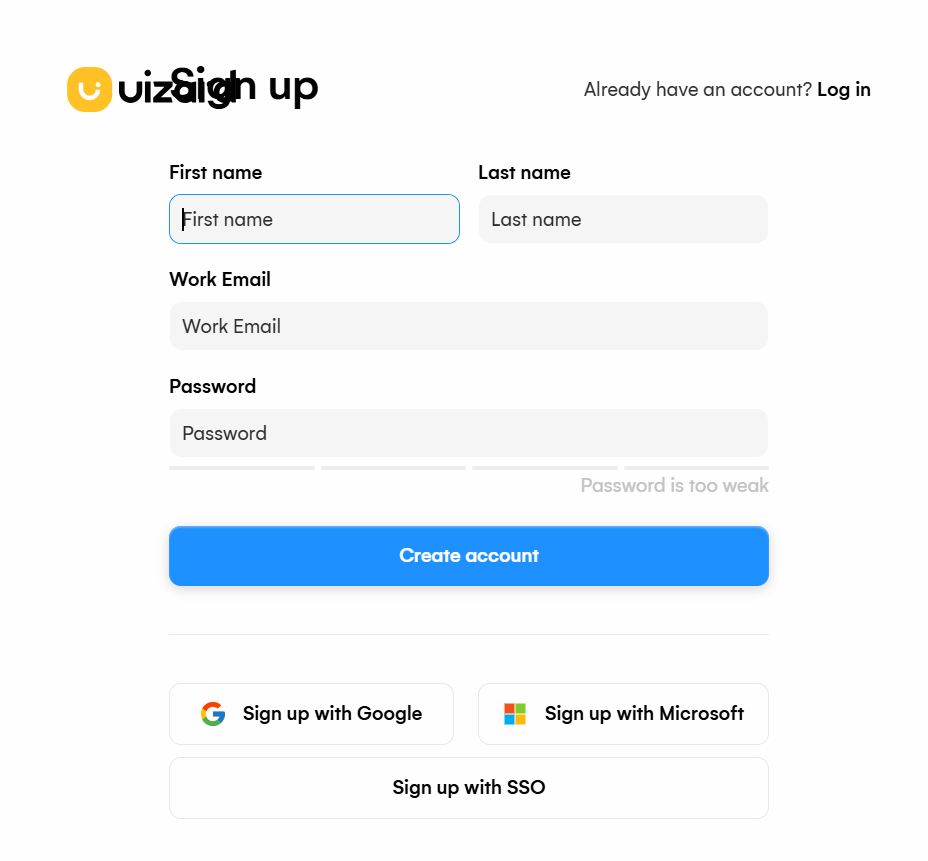 uizard
Sign up
Already have an account? Log in
First name
Last name
First name
Last name
Work Email
Work Email
Password
Password
Password is too weak
Create account
Sign up with Google
Sign up with Microsoft
Sign up with SSO